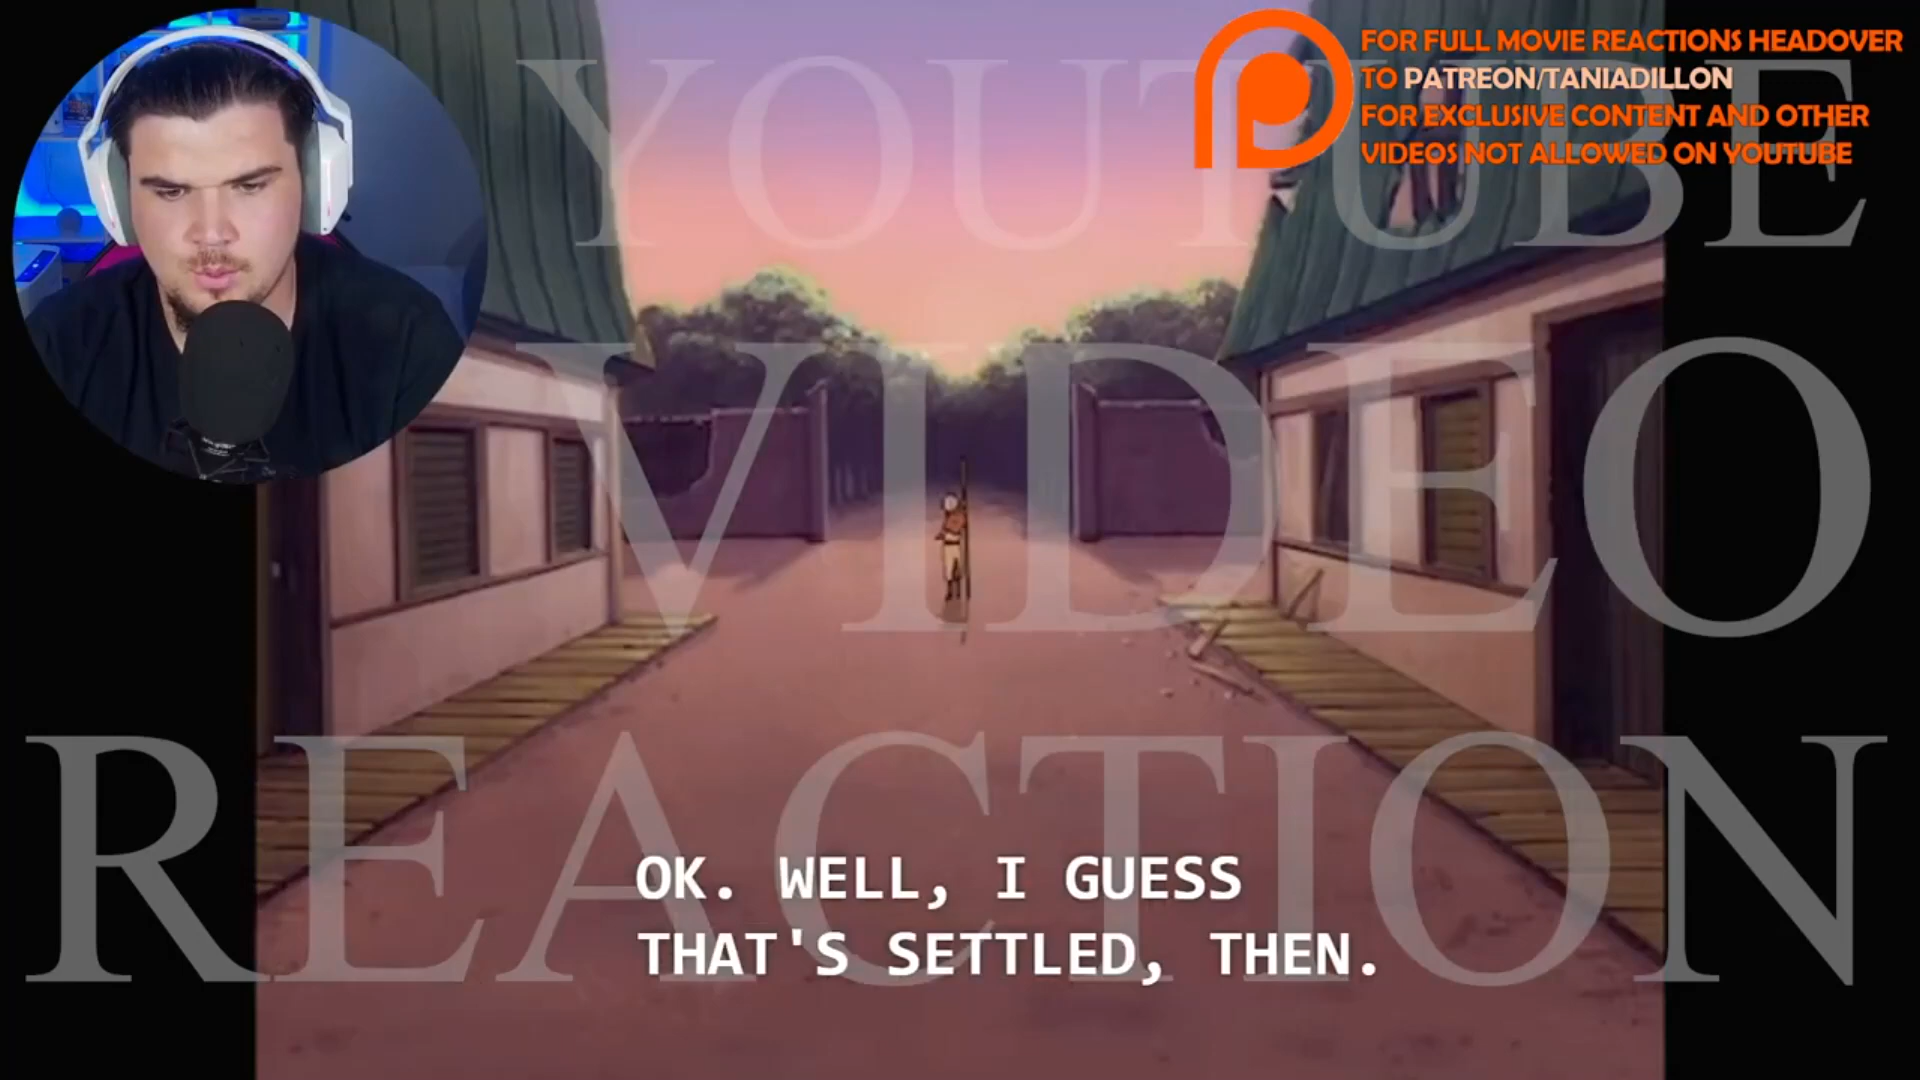 FOR FULL MOVIE REACTIONS HEADOVER
TO PATREON/TANIADILLON
FOR EXCLUSIVE CONTENT AND OTHER
VIDEOS NOT ALLOWED ON YOUTUBE
YOUTUBE
VIDEO
REACTION
OK. WELL, I GUESS
THAT'S SETTLED, THEN.